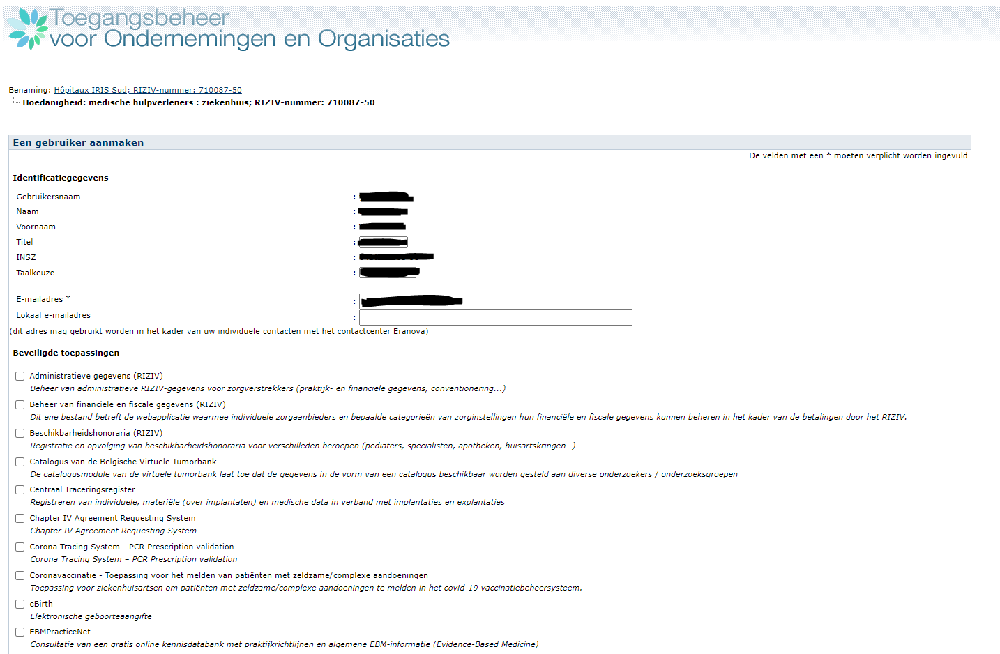 Toegangsbeheer
voor Ondernemingen en Organisaties
Benaming: Hôpitaux IRIS Sud; RIZIV-nummer: 710087-50
Hoedanigheid: medische hulpverleners : ziekenhuis; RIZIV-nummer: 710087-50
Een gebruiker aanmaken
De velden met een * moeten verplicht worden ingevuld
Identificatiegegevens
Gebruikersnaam :
Naam :
Voornaam :
Titel :
INSZ :
Taalkeuze :
E-mailadres * :
Lokaal e-mailadres :
(dit adres mag gebruikt worden in het kader van uw individuele contacten met het contactcenter Eranova)
Beveiligde toepassingen
Administratieve gegevens (RIZIV)
Beheer van administratieve RIZIV-gegevens voor zorgverstrekkers (praktijk- en financiële gegevens, conventionering...)
Beheer van financiële en fiscale gegevens (RIZIV)
Dit ene bestand betreft de webapplicatie waarmee individuele zorgaanbieders en bepaalde categorieën van zorginstellingen hun financiële en fiscale gegevens kunnen beheren in het kader van de betalingen door het RIZIV.
Beschikbarheidshonoraria (RIZIV)
Registratie en opvolging van beschikbarheidshonoraria voor verschilleden beroepen (pediaters, specialisten, apotheken, huisartskringen…)
Catalogus van de Belgische Virtuele Tumorbank
De catalogusmodule van de virtuele tumorbank laat toe dat de gegevens in de vorm van een catalogus beschikbaar worden gesteld aan diverse onderzoekers / onderzoeksgroepen
Centraal Traceringsregister
Registreren van individuele, materiële (over implantaten) en medische data in verband met implantaties en explantaties
Chapter IV Agreement Requesting System
Chapter IV Agreement Requesting System
Corona Tracing System - PCR Prescription validation
Corona Tracing System – PCR Prescription validation
Coronavaccinatie - Toepassing voor het melden van patiënten met zeldzame/complexe aandoeningen
Toepassing voor ziekenhuisartsen om patiënten met zeldzame/complexe aandoeningen te melden in het covid-19 vaccinatiebeheersysteem.
eBirth
Elektronische geboorteaangifte
EBMPracticeNet
Consultatie van een gratis online kennisdatabank met praktijkrichtlijnen en algemene EBM-informatie (Evidence-Based Medicine)